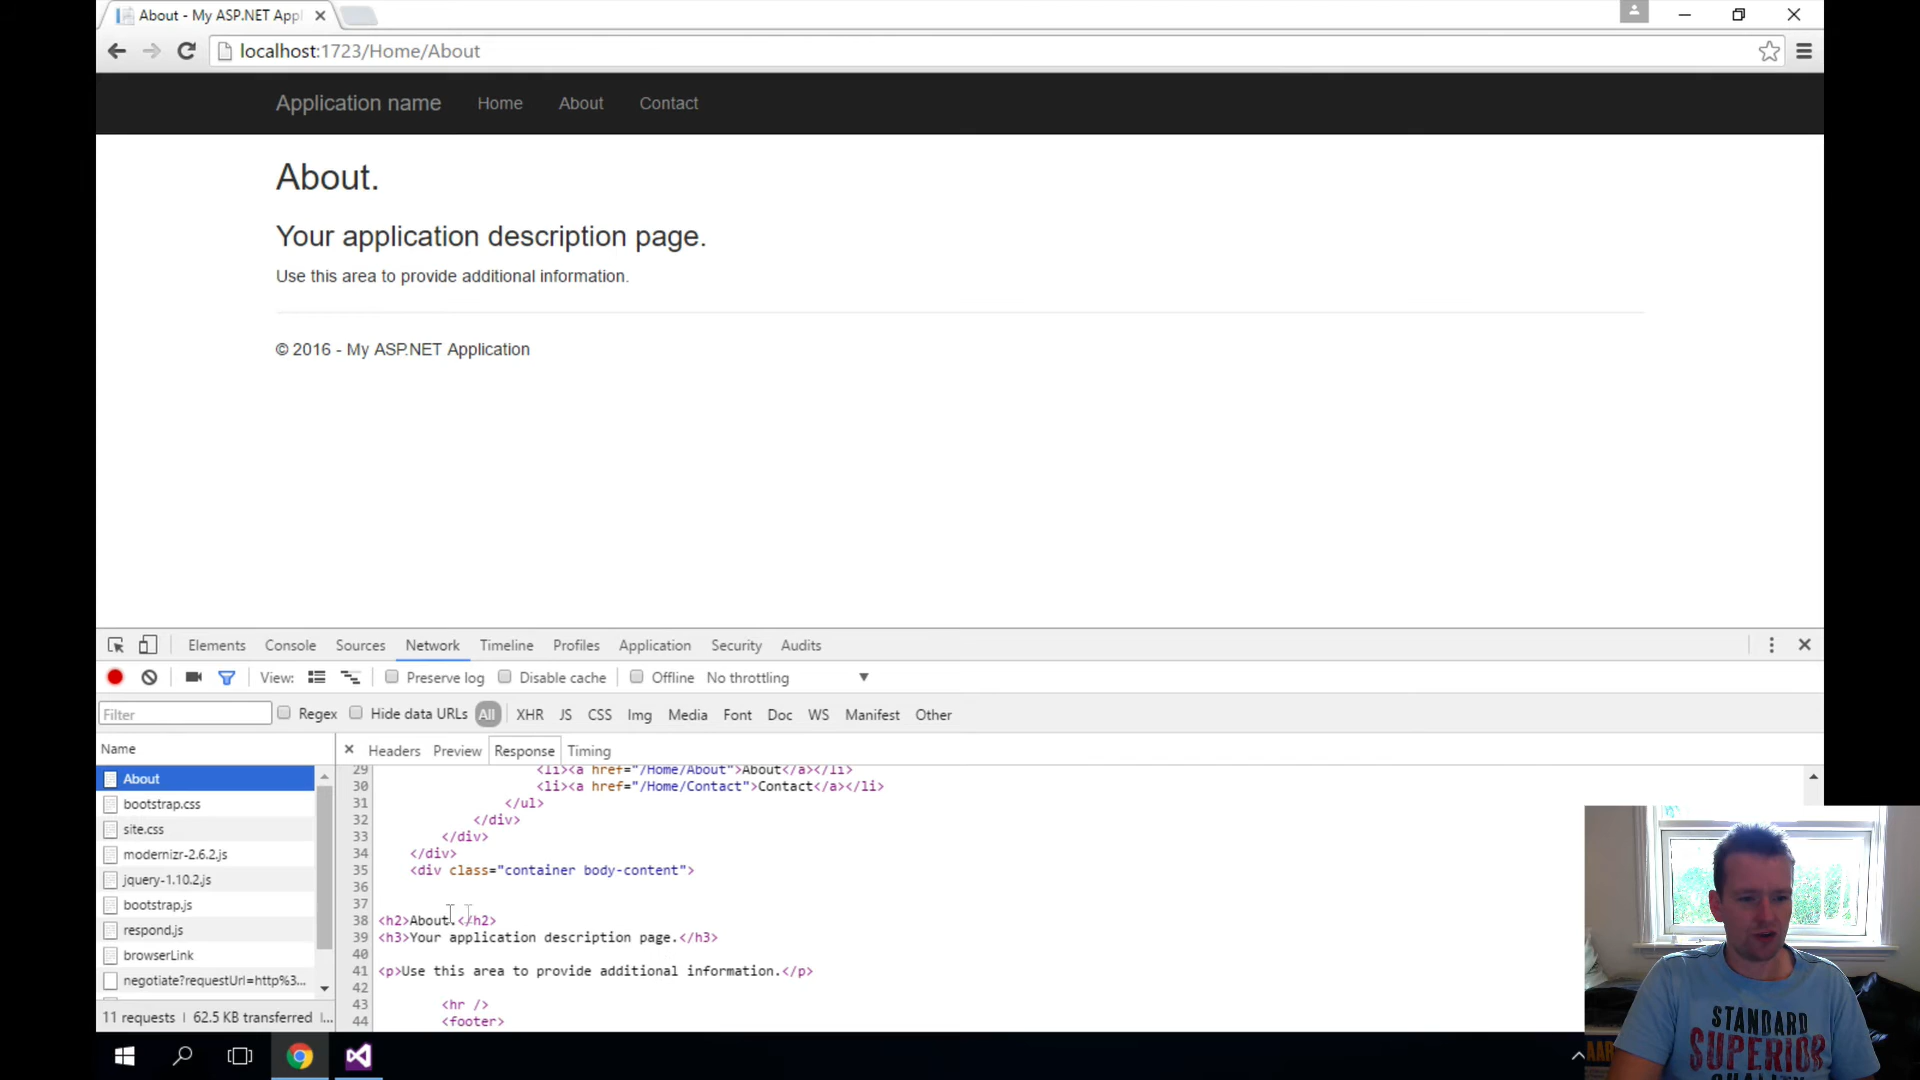 About - My ASP.NET Appl
localhost:1723/Home/About
Application name Home About Contact
About.
Your application description page.
Use this area to provide additional information.
© 2016 - My ASP.NET Application
Elements Console Sources Network Timeline Profiles Application Security Audits
View: Preserve log Disable cache Offline No throttling
Filter Regex Hide data URLs All XHR JS CSS Img Media Font Doc WS Manifest Other
Name Headers Preview Response Timing
About
bootstrap.css
site.css
modernizr-2.6.2.js
jquery-1.10.2.js
bootstrap.js
respond.js
browserLink
negotiate?requestUrl=http%3...
11 requests | 62.5 KB transferred |...
29 <li><a href="/Home/About">About</a></li>
30 <li><a href="/Home/Contact">Contact</a></li>
31 </ul>
32 </div>
33 </div>
34 </div>
35 <div class="container body-content">
36
37
38 <h2>About.</h2>
39 <h3>Your application description page.</h3>
40
41 <p>Use this area to provide additional information.</p>
42
43 <hr />
44 <footer>
STANDARD
SUPERIOR